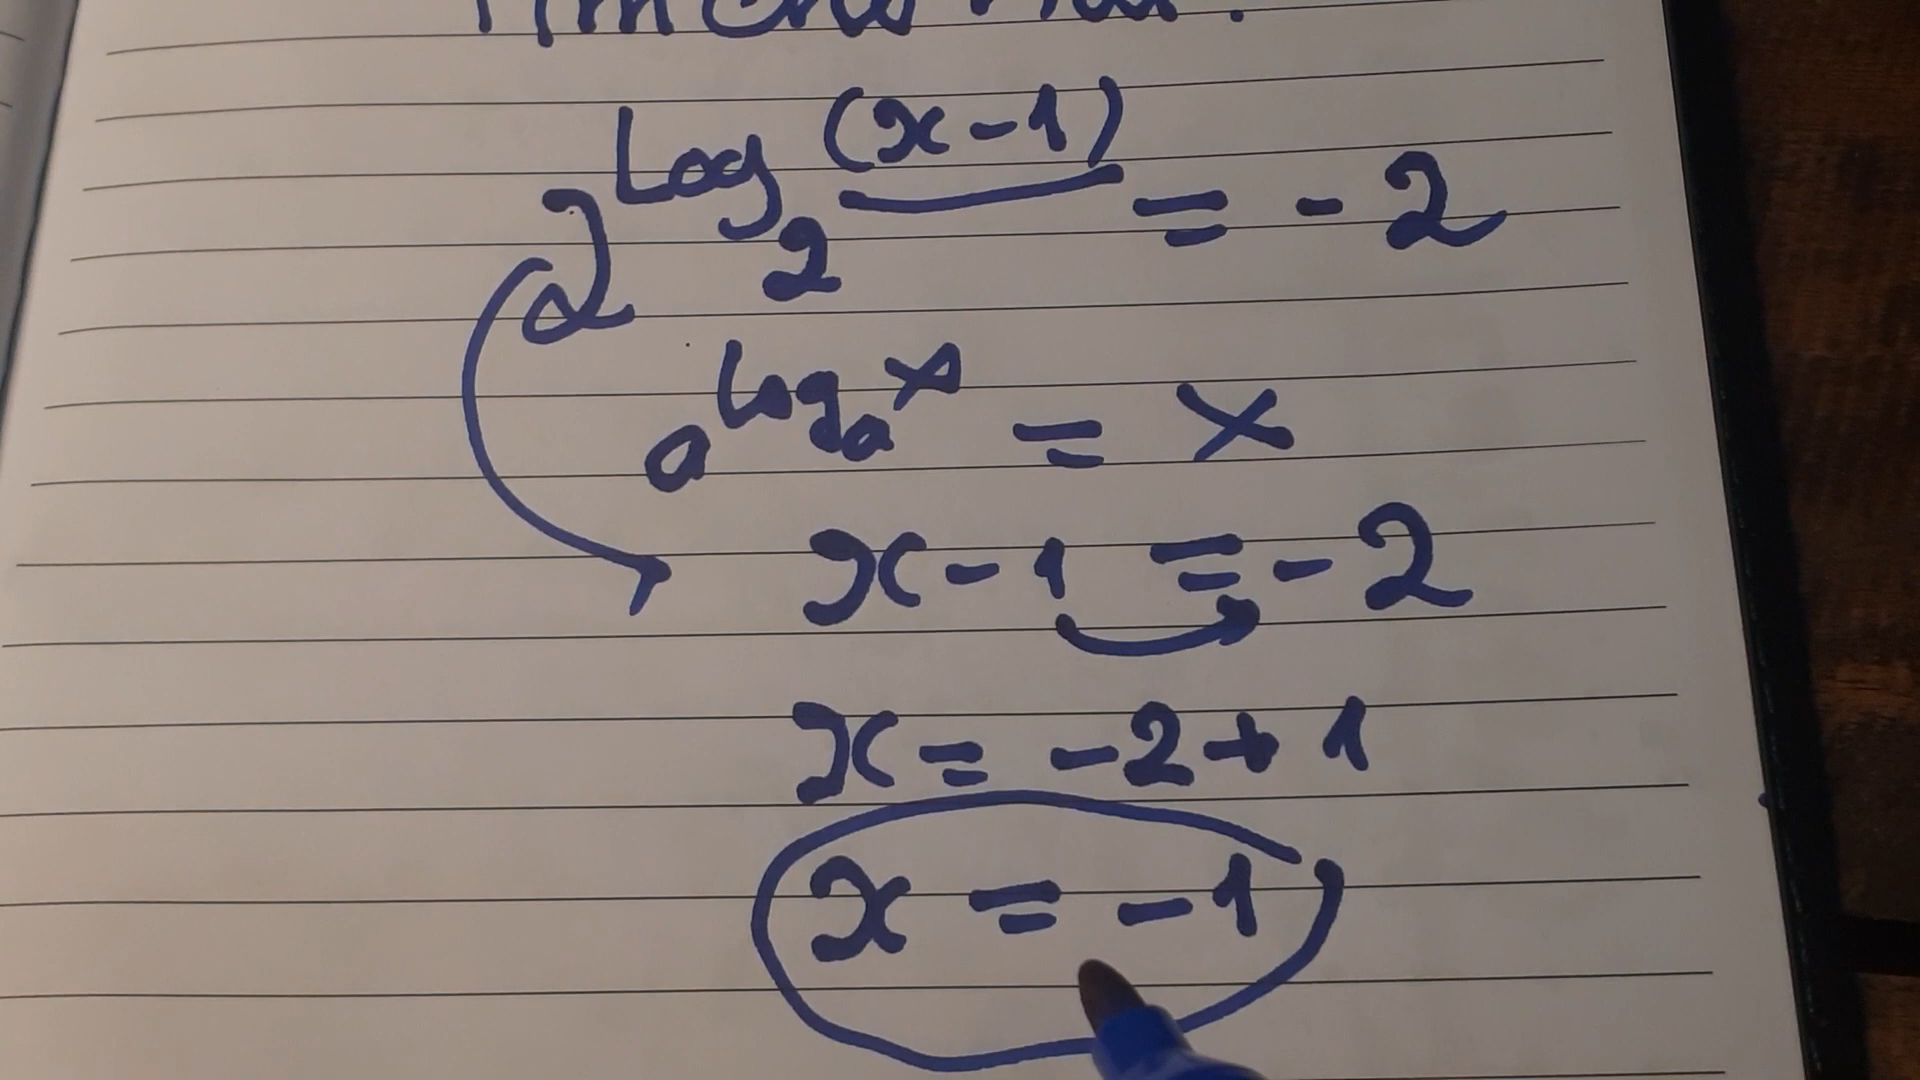 2^log_2(x-1) = -2
a^log_a x = x
x-1 = -2
x = -2+1
x = -1